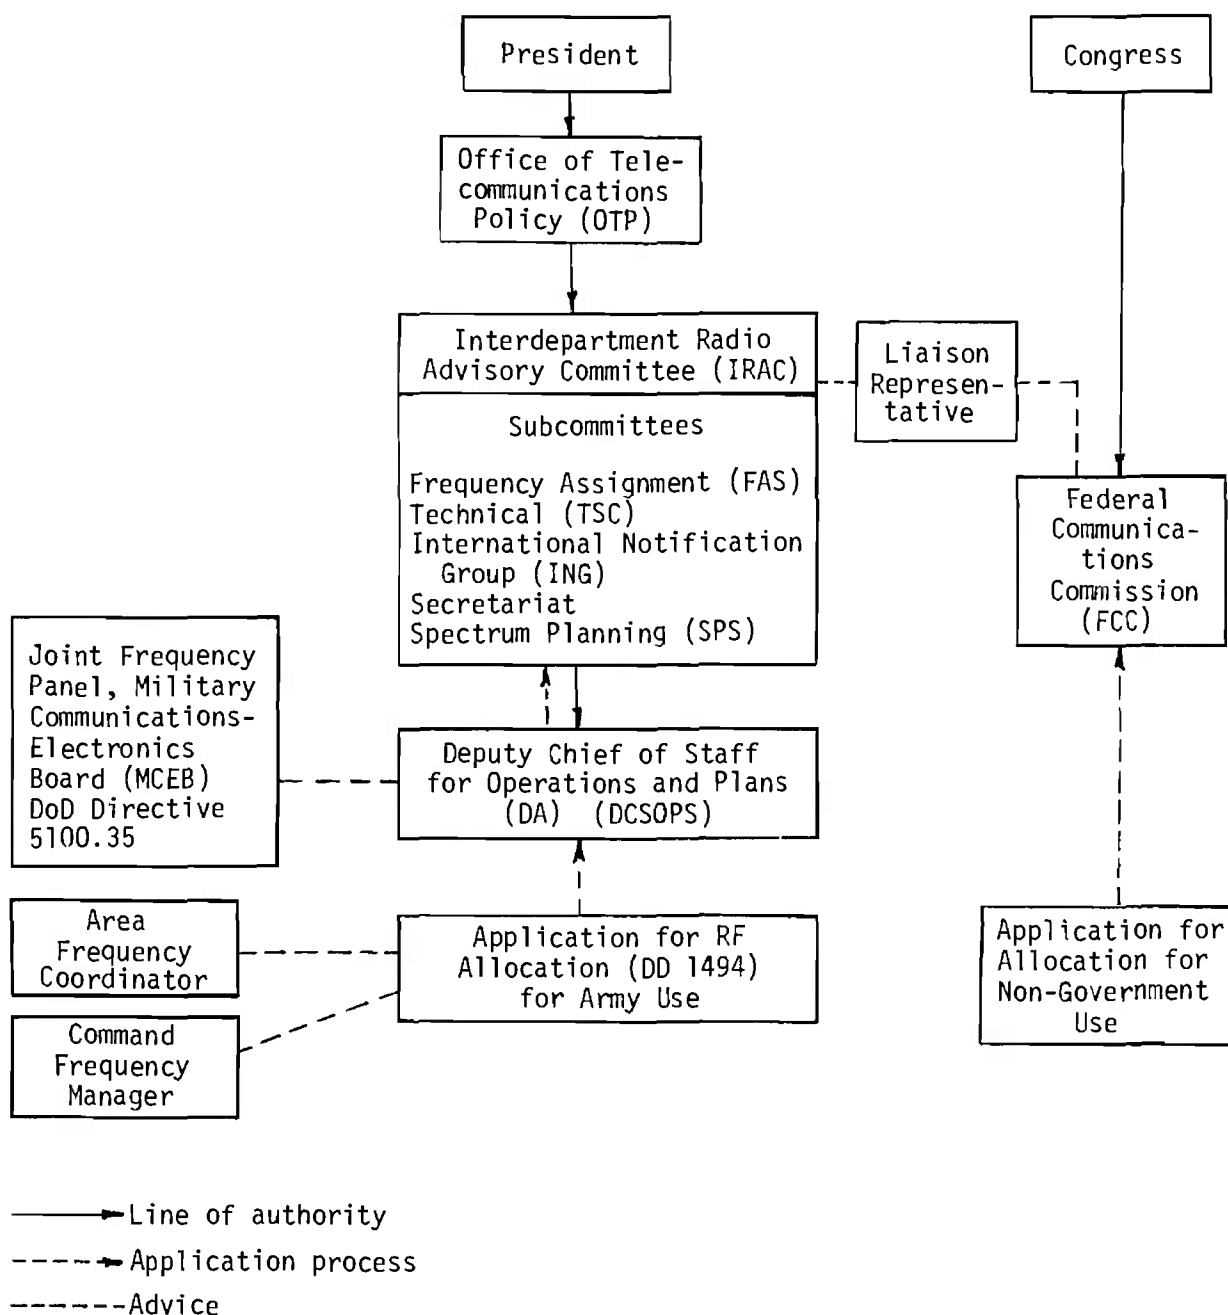 President
Congress
Office of Tele-
communications
Policy (OTP)
Interdepartment Radio
Advisory Committee (IRAC)
Liaison
Represen-
tative
Subcommittees
Frequency Assignment (FAS)
Technical (TSC)
International Notification
Group (ING)
Secretariat
Spectrum Planning (SPS)
Federal
Communica-
tions
Commission
(FCC)
Joint Frequency
Panel, Military
Communications-
Electronics
Board (MCEB)
DoD Directive
5100.35
Deputy Chief of Staff
for Operations and Plans
(DA) (DCSOPS)
Area
Frequency
Coordinator
Application for RF
Allocation (DD 1494)
for Army Use
Application for
Allocation for
Non-Government
Use
Command
Frequency
Manager
Line of authority
Application process
Advice